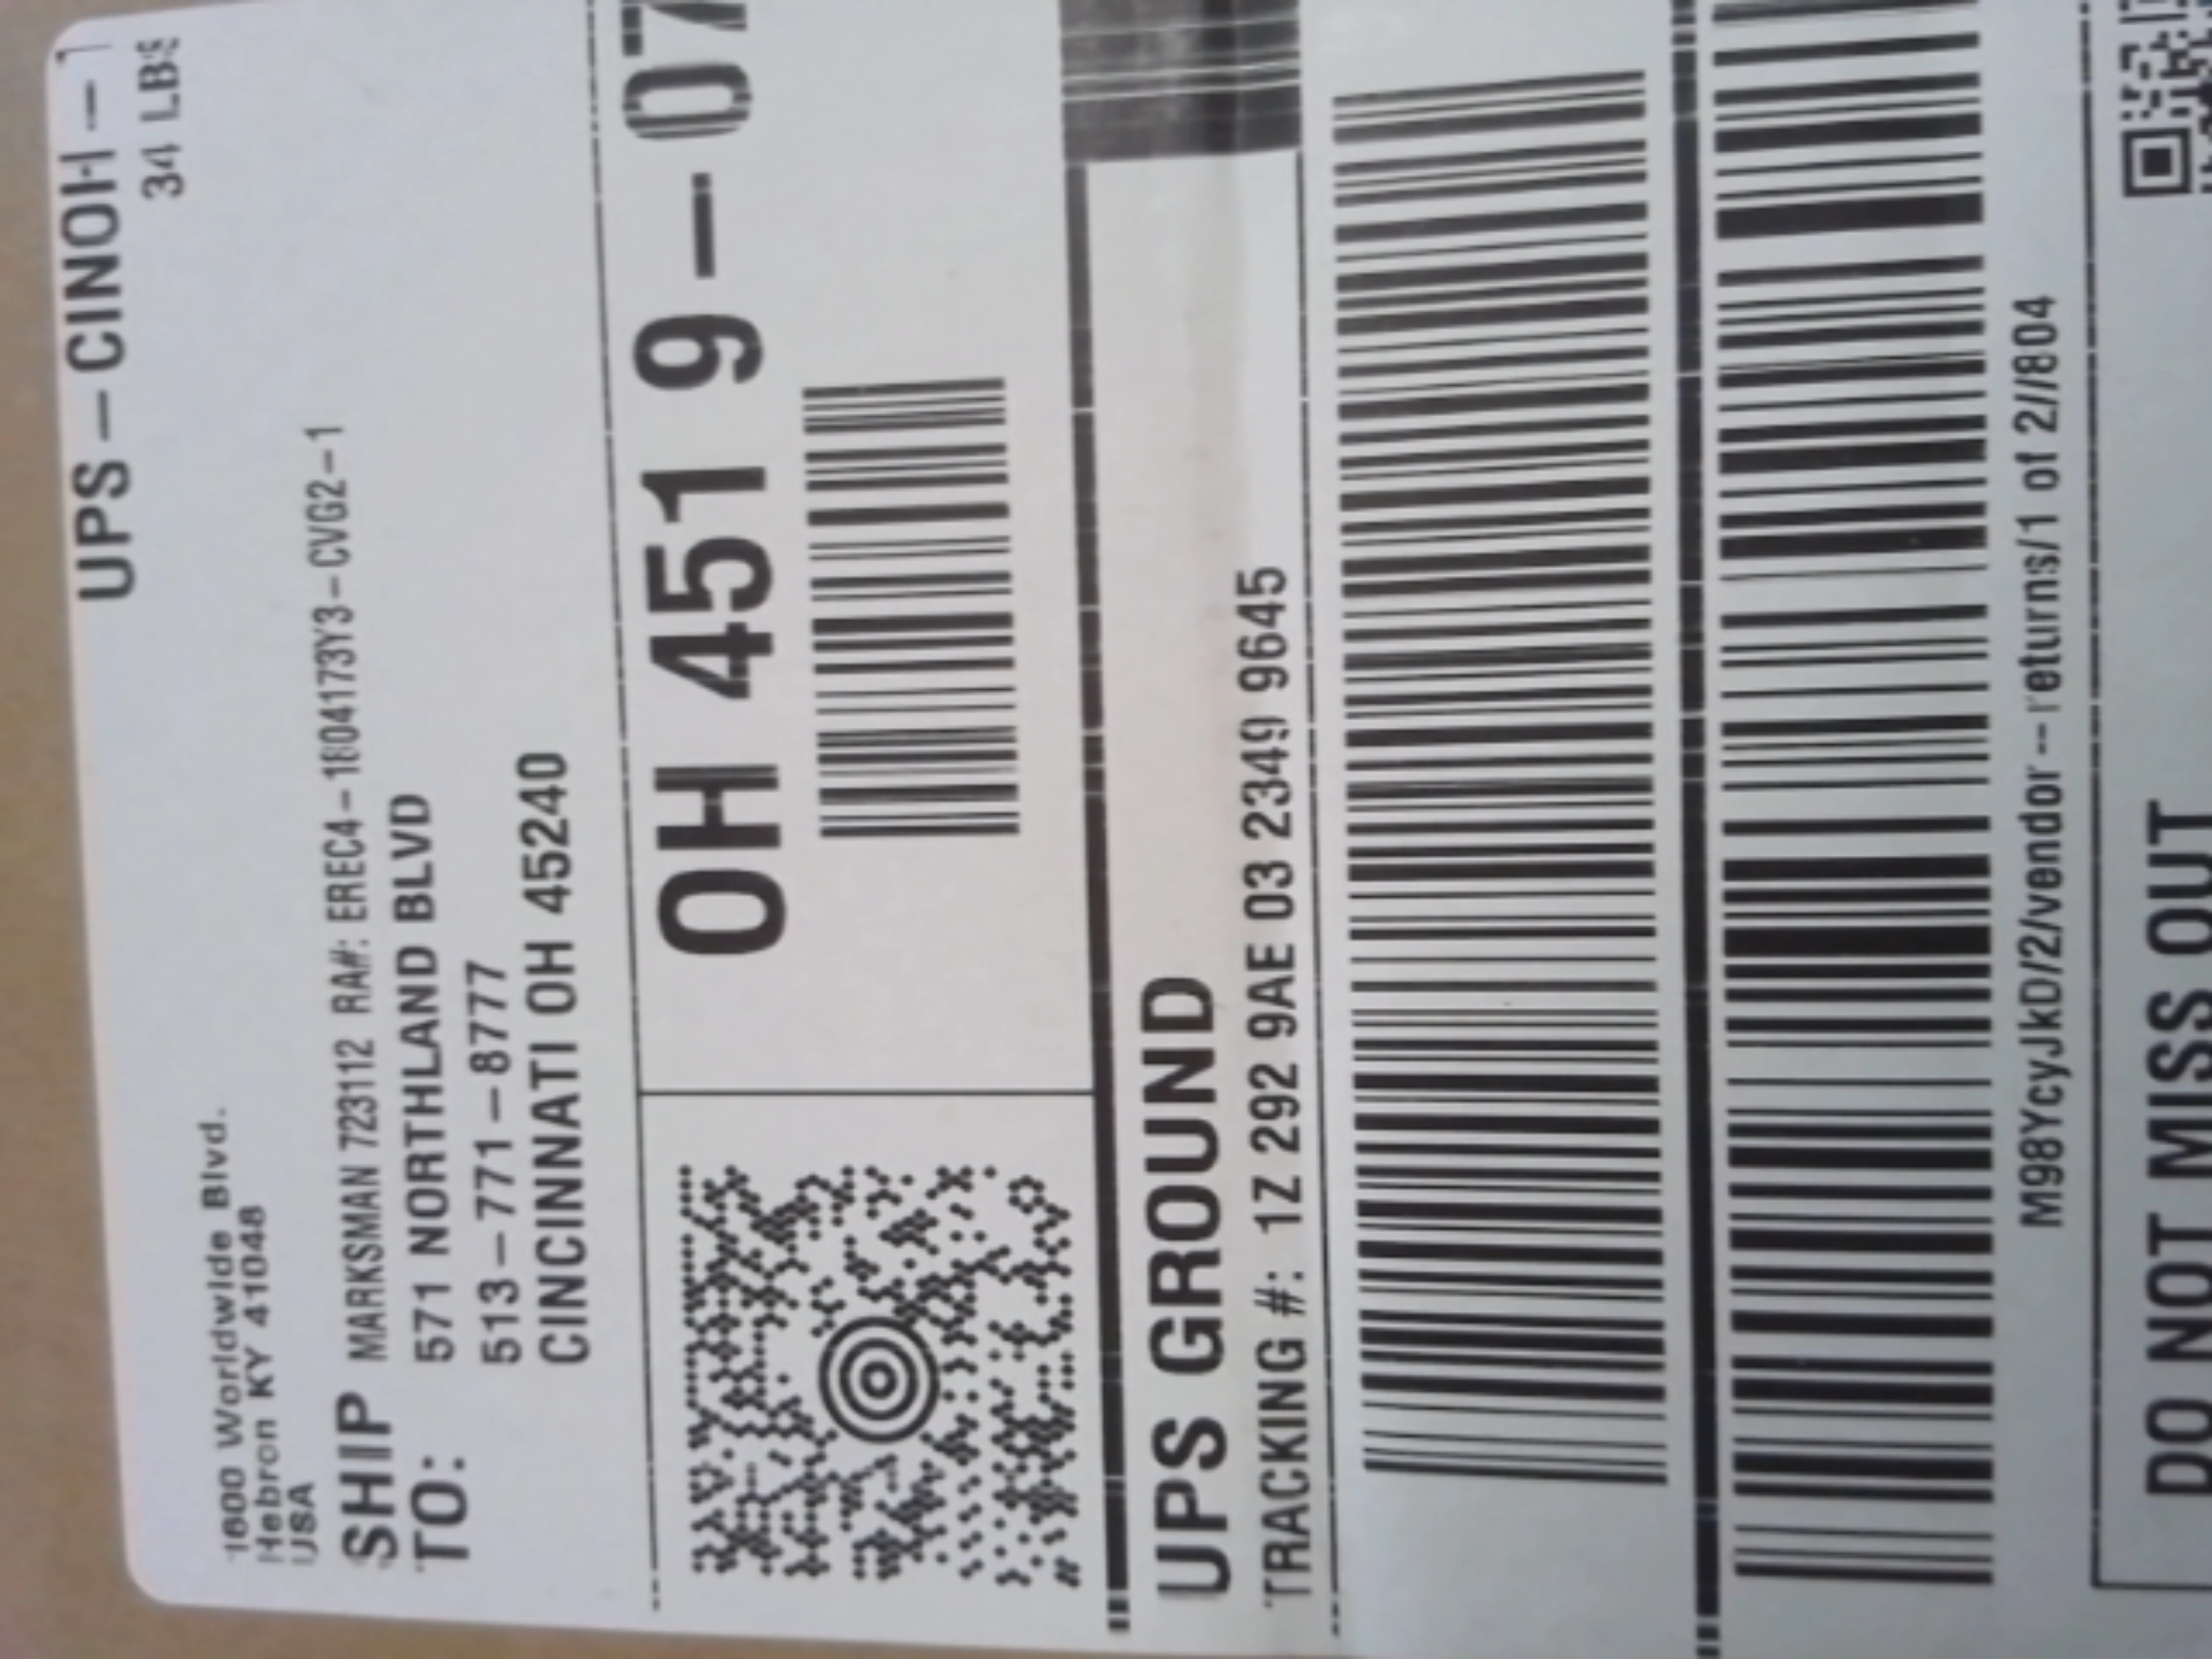 UPS-CINOH-
34 LBS
1600 Worldwide Blvd.
Hebron KY 41048
USA
SHIP TO:
MARKSMAN 723112 RA#: EREC4-1804173Y3-CVG2-1
571 NORTHLAND BLVD
513-771-8777
CINCINNATI OH 45240
OH 451 9-07
UPS GROUND
TRACKING #: 1Z 292 9AE 03 2349 9645
M98YcyJkD/2/vendor--returns/1 of 2//804
DO NOT MISS OUT